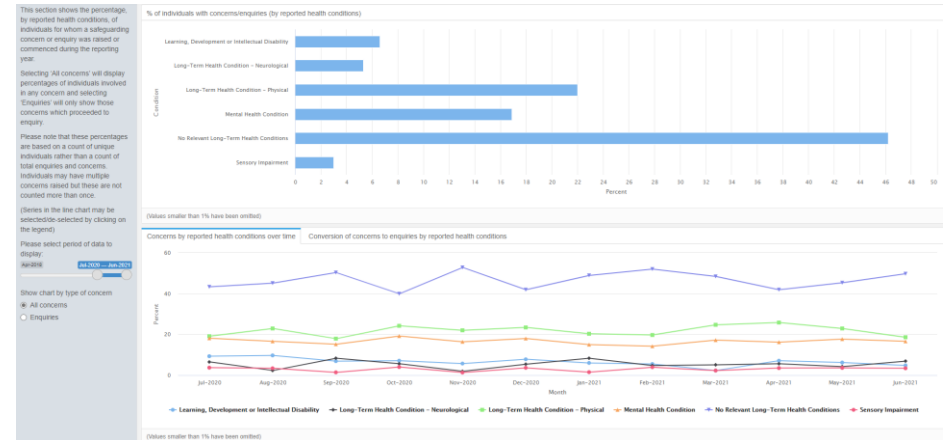 This section shows the percentage,
by reported health conditions, of
individuals for whom a safeguarding
concern or enquiry was raised or
commenced during the reporting
year.
Selecting 'All concerns' will display
percentages of individuals involved
in any concern and selecting
'Enquiries' will only show those
concerns which proceeded to
enquiry.
Please note that these percentages
are based on a count of unique
individuals rather than a count of
total enquiries and concerns.
Individuals may have multiple
concerns raised but these are not
counted more than once.
(Series in the line chart may be
selected/de-selected by clicking on
the legend)
Please select period of data to
display:
Jul-2020 — Jun-2021
Show chart by type of concern
All concerns
Enquiries
% of individuals with concerns/enquiries (by reported health conditions)
Condition
Learning, Development or Intellectual Disability
Long-Term Health Condition - Neurological
Long-Term Health Condition - Physical
Mental Health Condition
No Relevant Long-Term Health Conditions
Sensory Impairment
0 2 4 6 8 10 12 14 16 18 20 22 24 26 28 30 32 34 36 38 40 42 44 46 48 50
Percent
(Values smaller than 1% have been omitted)
Concerns by reported health conditions over time Conversion of concerns to enquiries by reported health conditions
Percent
60
40
20
0
Jul-2020 Aug-2020 Sep-2020 Oct-2020 Nov-2020 Dec-2020 Jan-2021 Feb-2021 Mar-2021 Apr-2021 May-2021 Jun-2021
Month
Learning, Development or Intellectual Disability Long-Term Health Condition - Neurological Long-Term Health Condition - Physical Mental Health Condition No Relevant Long-Term Health Conditions Sensory Impairment
(Values smaller than 1% have been omitted)